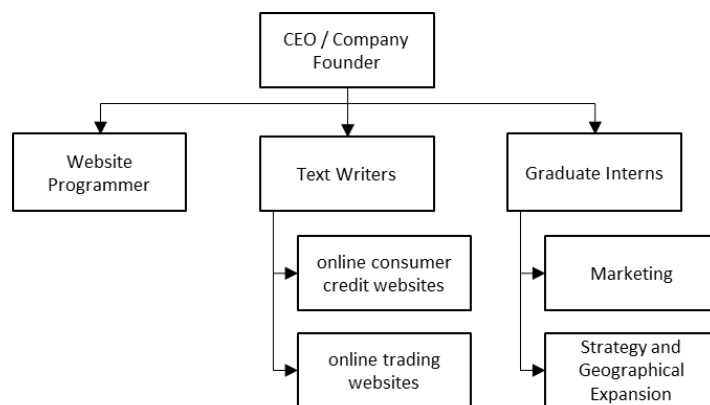 CEO / Company
Founder
Website
Programmer
Text Writers
Graduate Interns
online consumer
credit websites
Marketing
online trading
websites
Strategy and
Geographical
Expansion